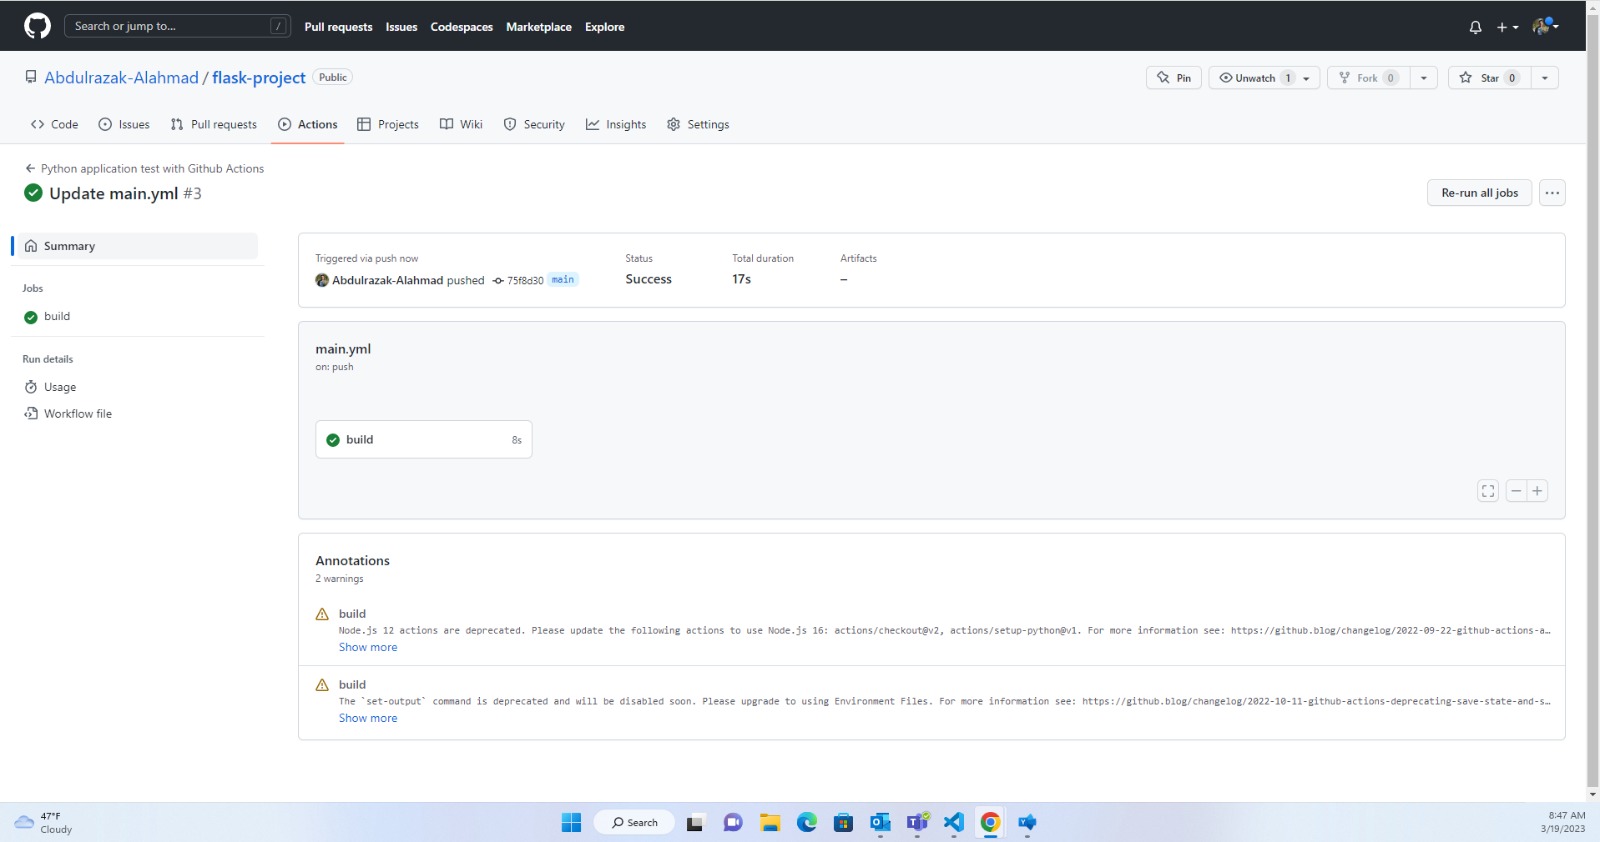 Search or jump to... /
Pull requests Issues Codespaces Marketplace Explore
Abdulrazak-Alahmad / flask-project Public
Pin Unwatch 1 Fork 0 Star 0
Code Issues Pull requests Actions Projects Wiki Security Insights Settings
← Python application test with Github Actions
Update main.yml #3
Re-run all jobs ...
Summary
Jobs
build
Run details
Usage
Workflow file
Triggered via push now
Abdulrazak-Alahmad pushed 75f8d30 main
Status
Success
Total duration
17s
Artifacts
–
main.yml
on: push
build 8s
Annotations
2 warnings
build
Node.js 12 actions are deprecated. Please update the following actions to use Node.js 16: actions/checkout@v2, actions/setup-python@v1. For more information see: https://github.blog/changelog/2022-09-22-github-actions-a…
Show more
build
The `set-output` command is deprecated and will be disabled soon. Please upgrade to using Environment Files. For more information see: https://github.blog/changelog/2022-10-11-github-actions-deprecating-save-state-and-s…
Show more
47°F
Cloudy
Search
8:47 AM
3/19/2023